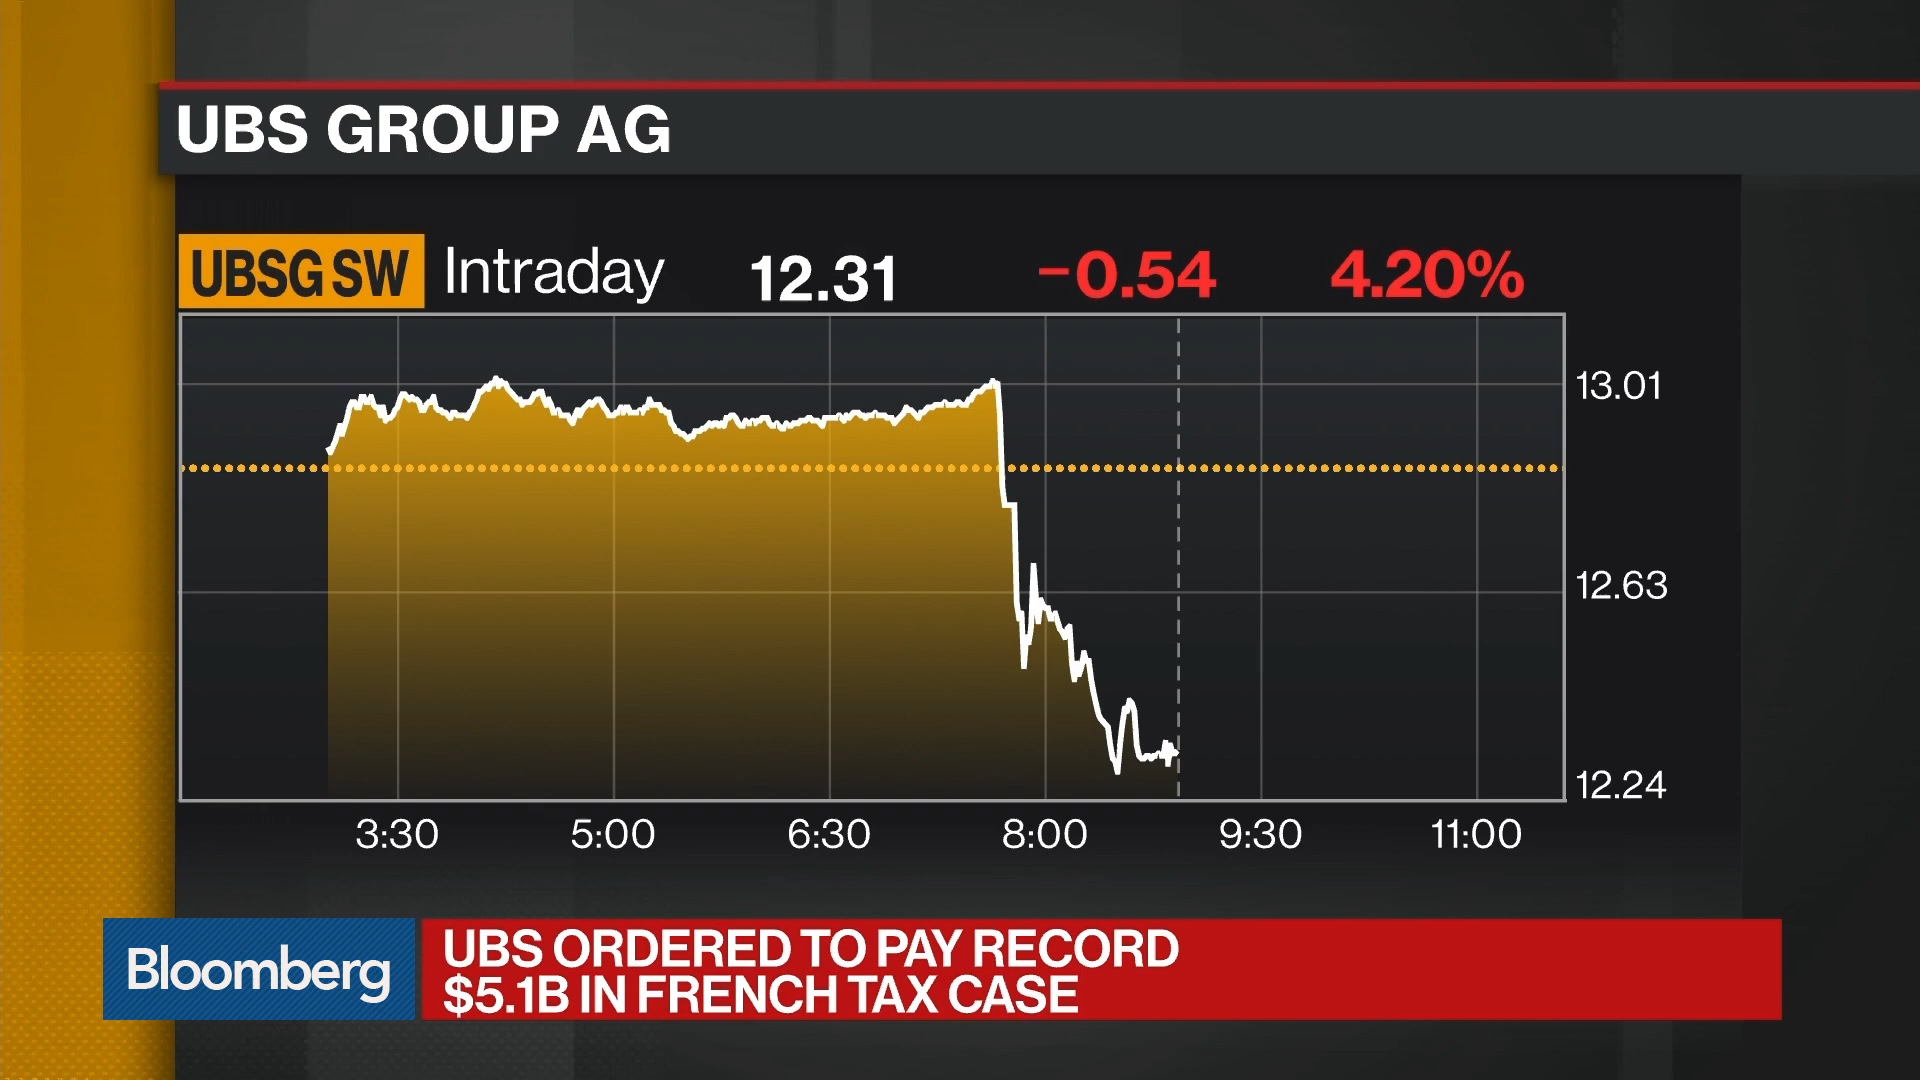 UBS GROUP AG
UBSG SW Intraday 12.31 −0.54 4.20%
13.01
12.63
12.24
3:30 5:00 6:30 8:00 9:30 11:00
Bloomberg
UBS ORDERED TO PAY RECORD
$5.1B IN FRENCH TAX CASE